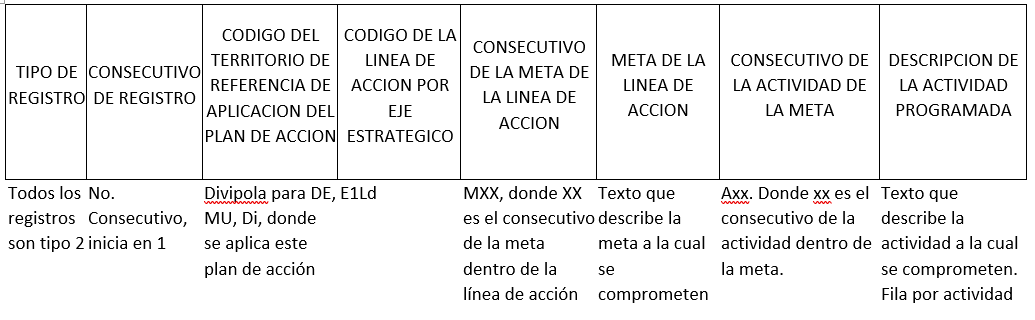 TIPO DE
REGISTRO
CONSECUTIVO
DE REGISTRO
CODIGO DEL
TERRITORIO DE
REFERENCIA DE
APLICACION DEL
PLAN DE ACCION
CODIGO DE LA
LINEA DE
ACCION POR
EJE
ESTRATEGICO
CONSECUTIVO
DE LA META DE
LA LINEA DE
ACCION
META DE LA
LINEA DE
ACCION
CONSECUTIVO DE
LA ACTIVIDAD DE
LA META
DESCRIPCION DE
LA ACTIVIDAD
PROGRAMADA
Todos los
registros
son tipo 2
No.
Consecutivo,
inicia en 1
Divipola para DE,
MU, Di, donde
se aplica este
plan de acción
E1Ld
MXX, donde XX
es el consecutivo
de la meta
dentro de la
línea de acción
Texto que
describe la
meta a la cual
se
comprometen
Axx. Donde xx es el
consecutivo de la
actividad dentro de
la meta.
Texto que
describe la
actividad a la cual
se comprometen.
Fila por actividad